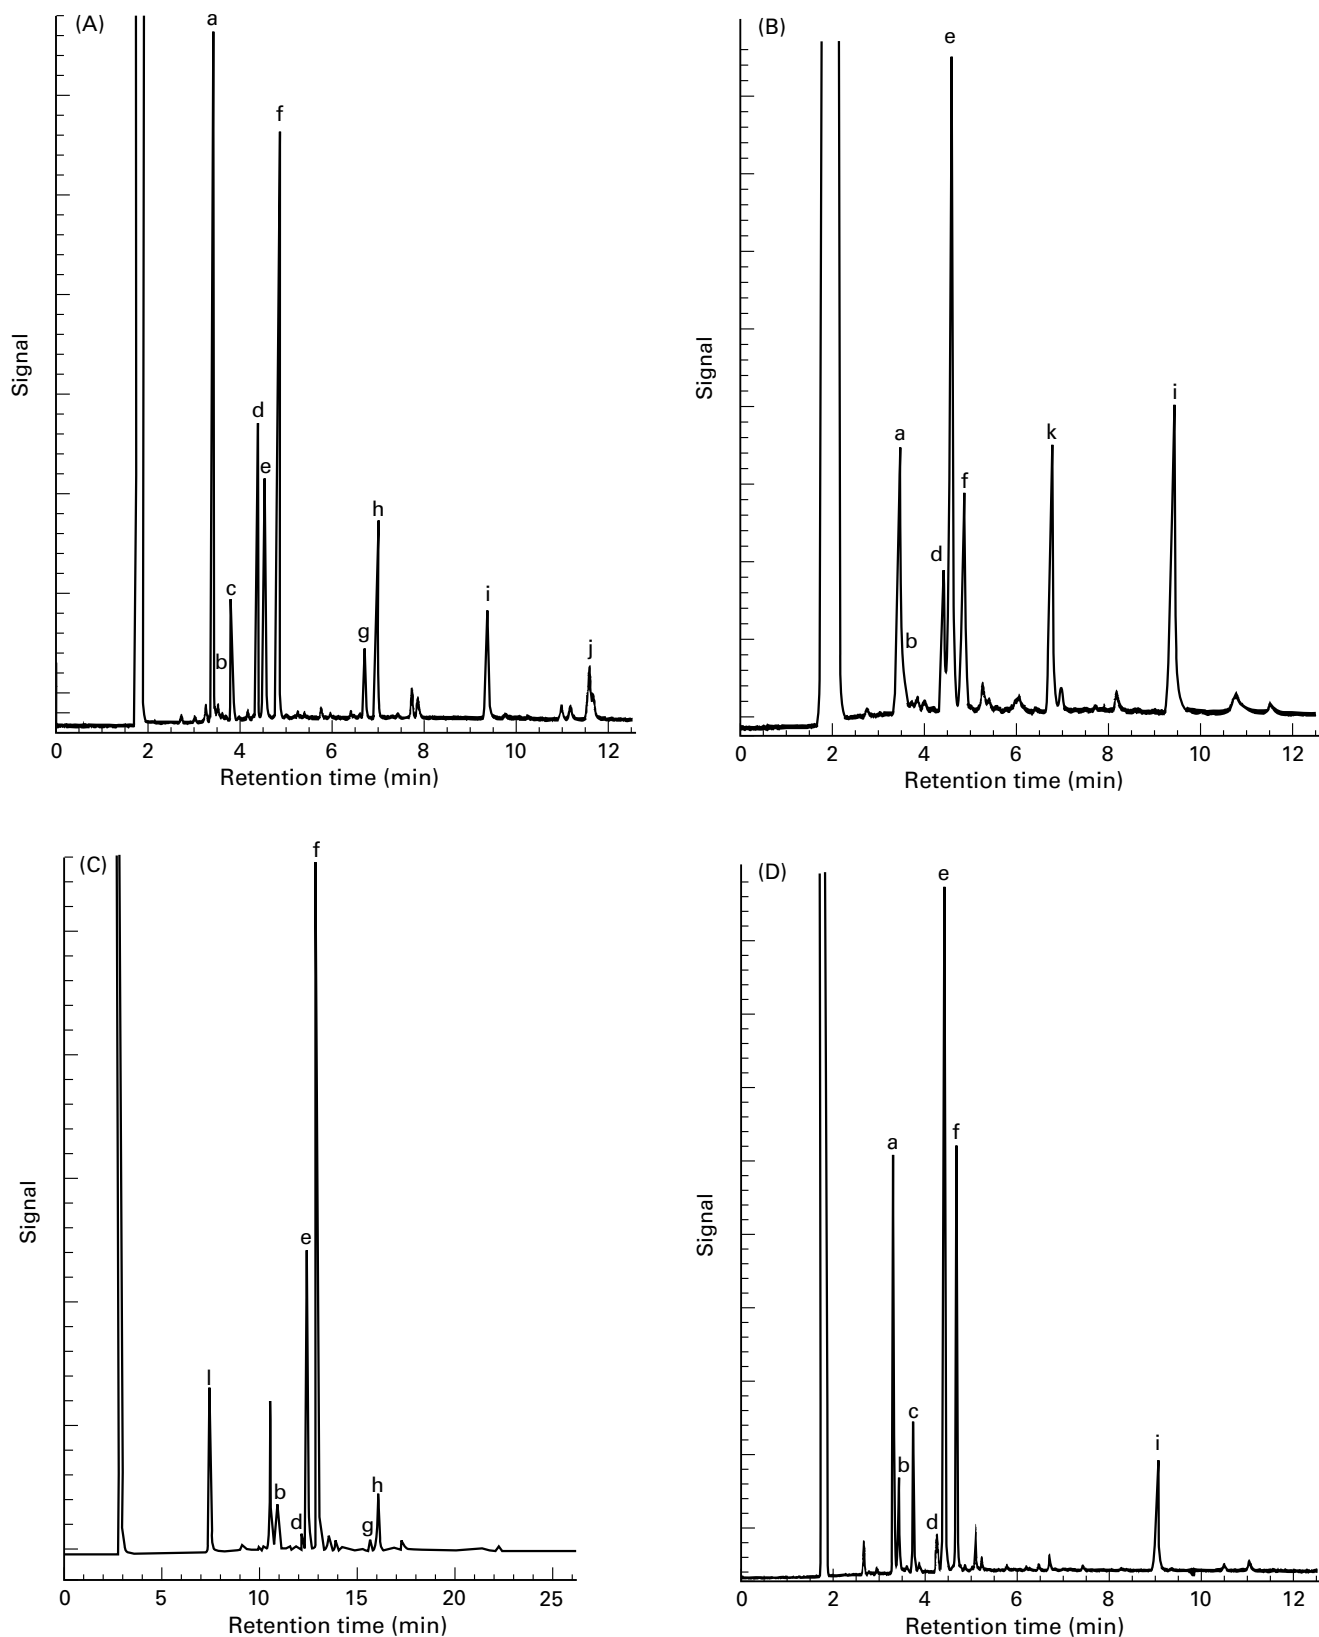 (A)
a
f
d
e
h
c
i
g
j
b
Signal
0 2 4 6 8 10 12
Retention time (min)
(B)
e
i
k
a
f
d
b
Signal
0 2 4 6 8 10 12
Retention time (min)
(C)
f
e
l
h
b
d
g
Signal
0 5 10 15 20 25
Retention time (min)
(D)
e
f
a
c
i
b
d
Signal
0 2 4 6 8 10 12
Retention time (min)